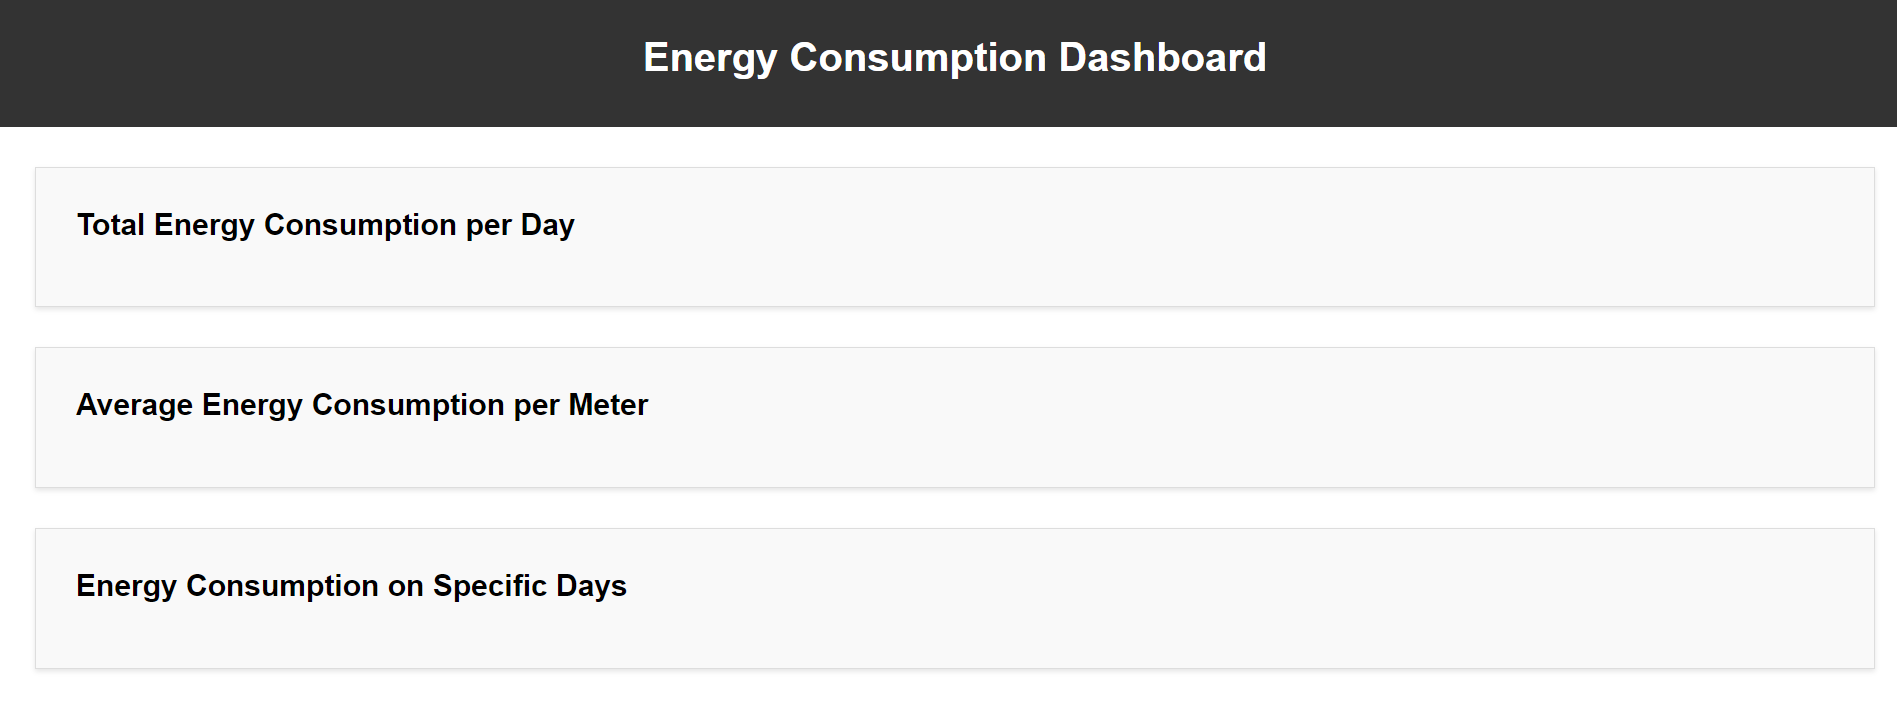 Energy Consumption Dashboard
Total Energy Consumption per Day
Average Energy Consumption per Meter
Energy Consumption on Specific Days